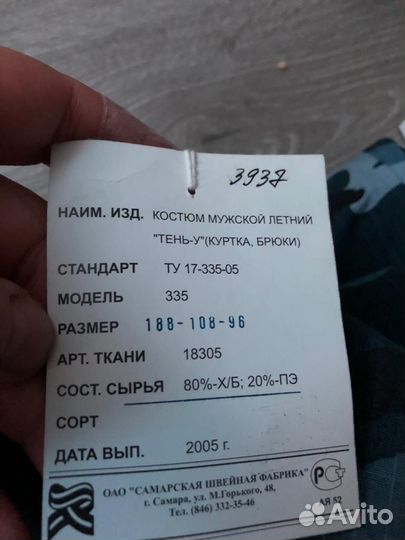 3937
НАИМ. ИЗД. КОСТЮМ МУЖСКОЙ ЛЕТНИЙ
"ТЕНЬ-У"(КУРТКА, БРЮКИ)
СТАНДАРТ ТУ 17-335-05
МОДЕЛЬ 335
РАЗМЕР 188-108-96
АРТ. ТКАНИ 18305
СОСТ. СЫРЬЯ 80%-Х/Б; 20%-ПЭ
СОРТ
ДАТА ВЫП. 2005 г.
ОАО "САМАРСКАЯ ШВЕЙНАЯ ФАБРИКА"
г. Самара, ул. М.Горького, 48,
Тел. (846) 332-35-46
РСТ
АЯ 52
Avito